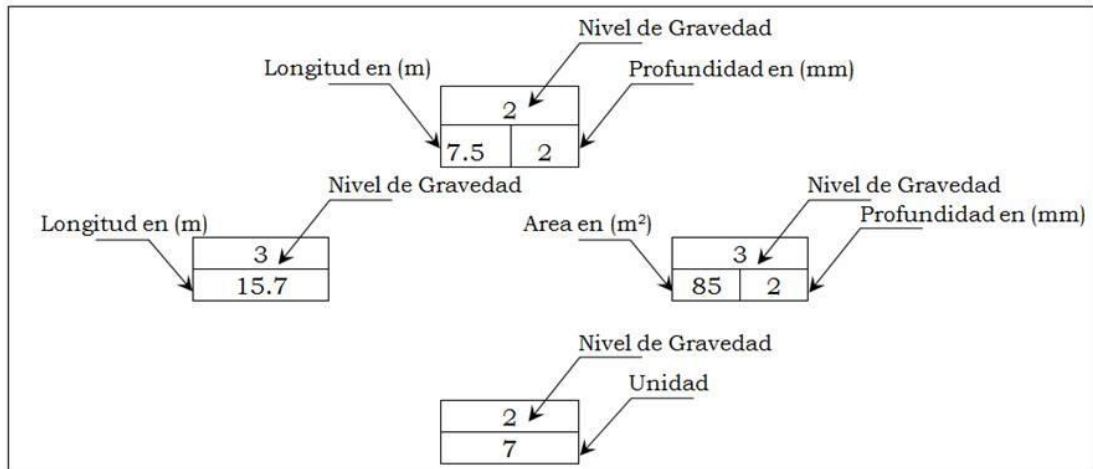 Nivel de Gravedad
Longitud en (m)
Profundidad en (mm)
2
7.5 2
Nivel de Gravedad
Longitud en (m)
3
15.7
Nivel de Gravedad
Area en (m²)
Profundidad en (mm)
3
85 2
Nivel de Gravedad
Unidad
2
7